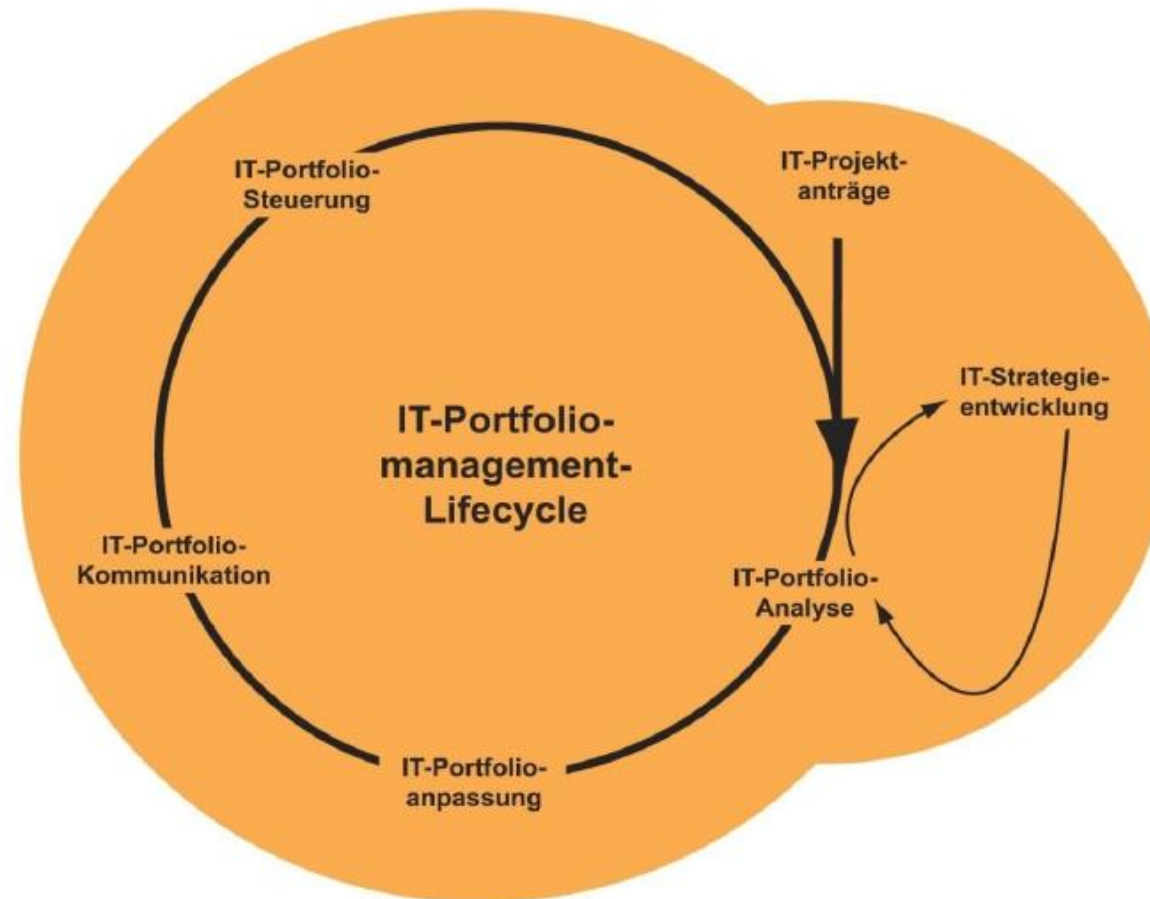 IT-Portfolio-
Steuerung
IT-Projekt-
anträge
IT-Strategie-
entwicklung
IT-Portfolio-
management-
Lifecycle
IT-Portfolio-
Kommunikation
IT-Portfolio-
Analyse
IT-Portfolio-
anpassung